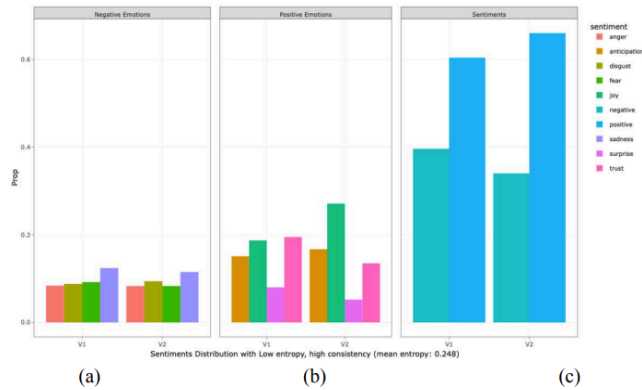 Negative Emotions
Positive Emotions
Sentiments
sentiment
anger
anticipation
disgust
fear
joy
negative
positive
sadness
surprise
trust
Prop
0.6
0.4
0.2
0.0
V1
V2
V1
V2
V1
V2
Sentiments Distribution with Low entropy, high consistency (mean entropy: 0.248)
(a)
(b)
(c)